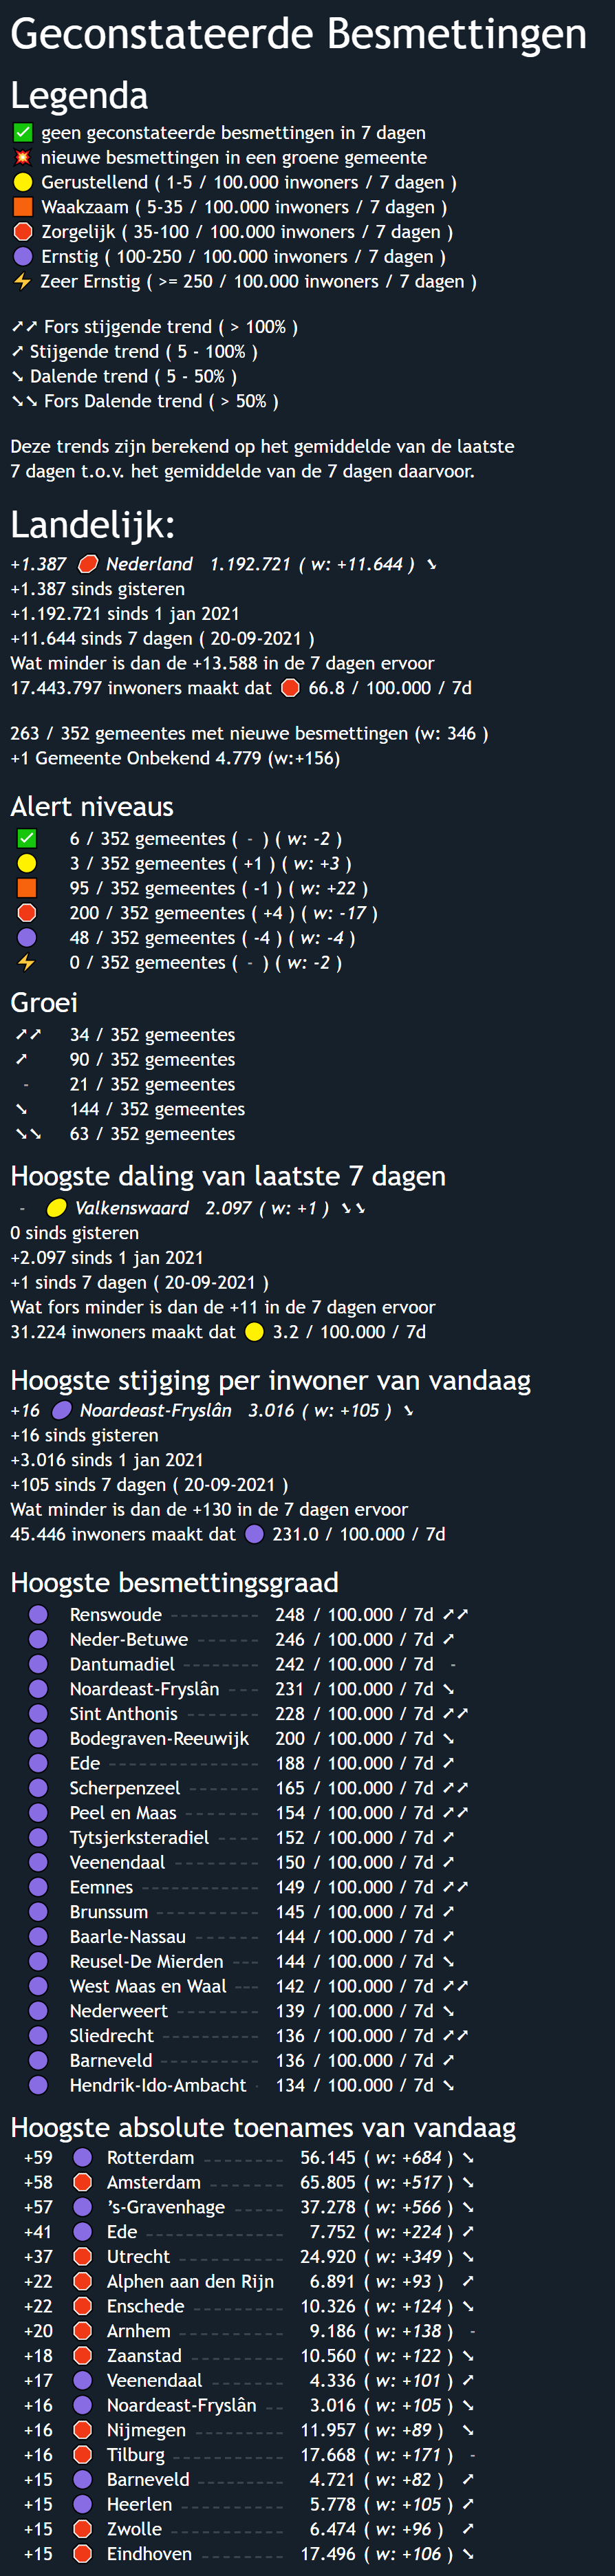 Geconstateerde Besmettingen
Legenda
✅ geen geconstateerde besmettingen in 7 dagen
💥 nieuwe besmettingen in een groene gemeente
🟡 Gerustellend ( 1-5 / 100.000 inwoners / 7 dagen )
🟧 Waakzaam ( 5-35 / 100.000 inwoners / 7 dagen )
🛑 Zorgelijk ( 35-100 / 100.000 inwoners / 7 dagen )
🟣 Ernstig ( 100-250 / 100.000 inwoners / 7 dagen )
⚡ Zeer Ernstig ( >= 250 / 100.000 inwoners / 7 dagen )
➚➚ Fors stijgende trend ( > 100% )
➚ Stijgende trend ( 5 - 100% )
➘ Dalende trend ( 5 - 50% )
➘➘ Fors Dalende trend ( > 50% )
Deze trends zijn berekend op het gemiddelde van de laatste
7 dagen t.o.v. het gemiddelde van de 7 dagen daarvoor.
Landelijk:
+1.387 🛑 Nederland 1.192.721 ( w: +11.644 ) ➘
+1.387 sinds gisteren
+1.192.721 sinds 1 jan 2021
+11.644 sinds 7 dagen ( 20-09-2021 )
Wat minder is dan de +13.588 in de 7 dagen ervoor
17.443.797 inwoners maakt dat 🛑 66.8 / 100.000 / 7d
263 / 352 gemeentes met nieuwe besmettingen (w: 346 )
+1 Gemeente Onbekend 4.779 (w:+156)
Alert niveaus
✅ 6 / 352 gemeentes ( - ) ( w: -2 )
🟡 3 / 352 gemeentes ( +1 ) ( w: +3 )
🟧 95 / 352 gemeentes ( -1 ) ( w: +22 )
🛑 200 / 352 gemeentes ( +4 ) ( w: -17 )
🟣 48 / 352 gemeentes ( -4 ) ( w: -4 )
⚡ 0 / 352 gemeentes ( - ) ( w: -2 )
Groei
➚➚ 34 / 352 gemeentes
➚ 90 / 352 gemeentes
- 21 / 352 gemeentes
➘ 144 / 352 gemeentes
➘➘ 63 / 352 gemeentes
Hoogste daling van laatste 7 dagen
- 🟡 Valkenswaard 2.097 ( w: +1 ) ➘➘
0 sinds gisteren
+2.097 sinds 1 jan 2021
+1 sinds 7 dagen ( 20-09-2021 )
Wat fors minder is dan de +11 in de 7 dagen ervoor
31.224 inwoners maakt dat 🟡 3.2 / 100.000 / 7d
Hoogste stijging per inwoner van vandaag
+16 🟣 Noardeast-Fryslân 3.016 ( w: +105 ) ➘
+16 sinds gisteren
+3.016 sinds 1 jan 2021
+105 sinds 7 dagen ( 20-09-2021 )
Wat minder is dan de +130 in de 7 dagen ervoor
45.446 inwoners maakt dat 🟣 231.0 / 100.000 / 7d
Hoogste besmettingsgraad
🟣 Renswoude --------- 248 / 100.000 / 7d ➚➚
🟣 Neder-Betuwe ------ 246 / 100.000 / 7d ➚
🟣 Dantumadiel -------- 242 / 100.000 / 7d -
🟣 Noardeast-Fryslân --- 231 / 100.000 / 7d ➘
🟣 Sint Anthonis ------- 228 / 100.000 / 7d ➚➚
🟣 Bodegraven-Reeuwijk 200 / 100.000 / 7d ➘
🟣 Ede --------------- 188 / 100.000 / 7d ➚
🟣 Scherpenzeel ------- 165 / 100.000 / 7d ➚➚
🟣 Peel en Maas -------- 154 / 100.000 / 7d ➚➚
🟣 Tytsjerksteradiel ---- 152 / 100.000 / 7d ➚
🟣 Veenendaal --------- 150 / 100.000 / 7d ➚
🟣 Eemnes ------------ 149 / 100.000 / 7d ➚➚
🟣 Brunssum ----------- 145 / 100.000 / 7d ➚
🟣 Baarle-Nassau ------ 144 / 100.000 / 7d ➚
🟣 Reusel-De Mierden --- 144 / 100.000 / 7d ➘
🟣 West Maas en Waal --- 142 / 100.000 / 7d ➚➚
🟣 Nederweert --------- 139 / 100.000 / 7d ➘
🟣 Sliedrecht ---------- 136 / 100.000 / 7d ➚➚
🟣 Barneveld ---------- 136 / 100.000 / 7d ➚
🟣 Hendrik-Ido-Ambacht - 134 / 100.000 / 7d ➘
Hoogste absolute toenames van vandaag
+59 🟣 Rotterdam -------- 56.145 ( w: +684 ) ➘
+58 🛑 Amsterdam ------- 65.805 ( w: +517 ) ➘
+57 🟣 's-Gravenhage ----- 37.278 ( w: +566 ) ➘
+41 🟣 Ede -------------- 7.752 ( w: +224 ) ➚
+37 🛑 Utrecht ----------- 24.920 ( w: +349 ) ➘
+22 🛑 Alphen aan den Rijn 6.891 ( w: +93 ) ➚
+22 🛑 Enschede --------- 10.326 ( w: +124 ) ➘
+20 🛑 Arnhem ----------- 9.186 ( w: +138 ) -
+18 🛑 Zaanstad ---------- 10.560 ( w: +122 ) ➘
+17 🟣 Veenendaal -------- 4.336 ( w: +101 ) ➚
+16 🟣 Noardeast-Fryslân -- 3.016 ( w: +105 ) ➘
+16 🛑 Nijmegen --------- 11.957 ( w: +89 ) ➘
+16 🛑 Tilburg ----------- 17.668 ( w: +171 ) -
+15 🟣 Barneveld --------- 4.721 ( w: +82 ) ➚
+15 🟣 Heerlen ----------- 5.778 ( w: +105 ) ➚
+15 🛑 Zwolle ------------ 6.474 ( w: +96 ) ➚
+15 🛑 Eindhoven --------- 17.496 ( w: +106 ) ➘